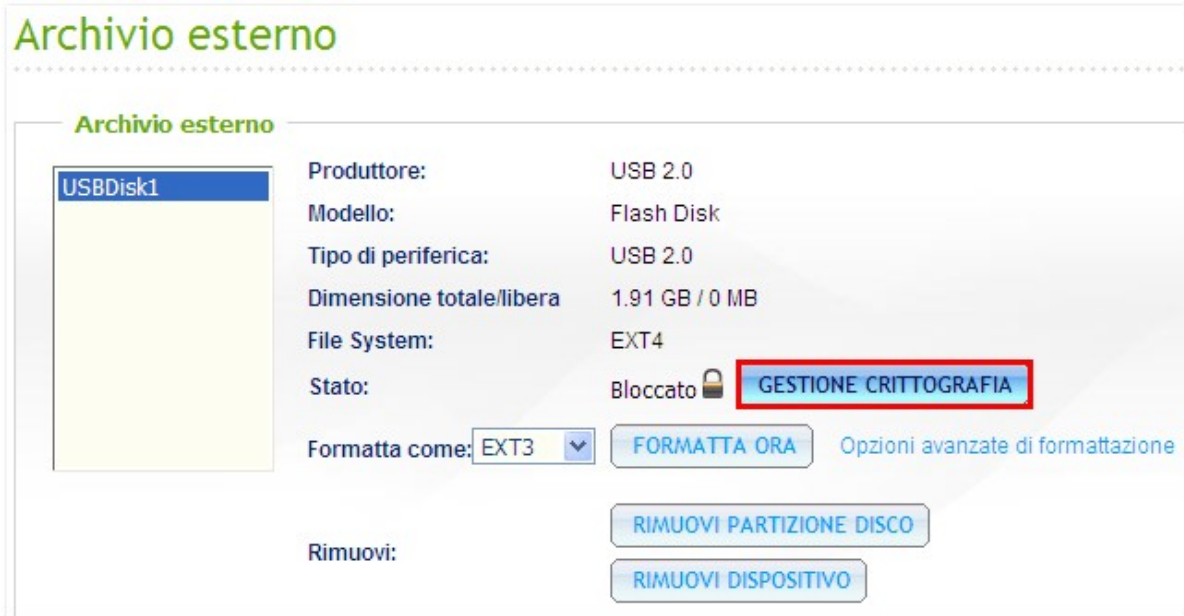 Archivio esterno
Archivio esterno
USBDisk1
Produttore: USB 2.0
Modello: Flash Disk
Tipo di periferica: USB 2.0
Dimensione totale/libera 1.91 GB / 0 MB
File System: EXT4
Stato: Bloccato GESTIONE CRITTOGRAFIA
Formatta come: EXT3 FORMATTA ORA Opzioni avanzate di formattazione
RIMUOVI PARTIZIONE DISCO
Rimuovi:
RIMUOVI DISPOSITIVO